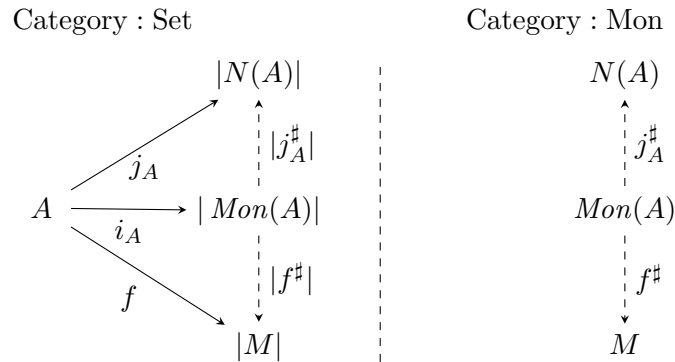 Category : Set Category : Mon
|N(A)| N(A)
j_A |j_A^♯| j_A^♯
A |Mon(A)| Mon(A)
i_A
f |f^♯| f^♯
|M| M